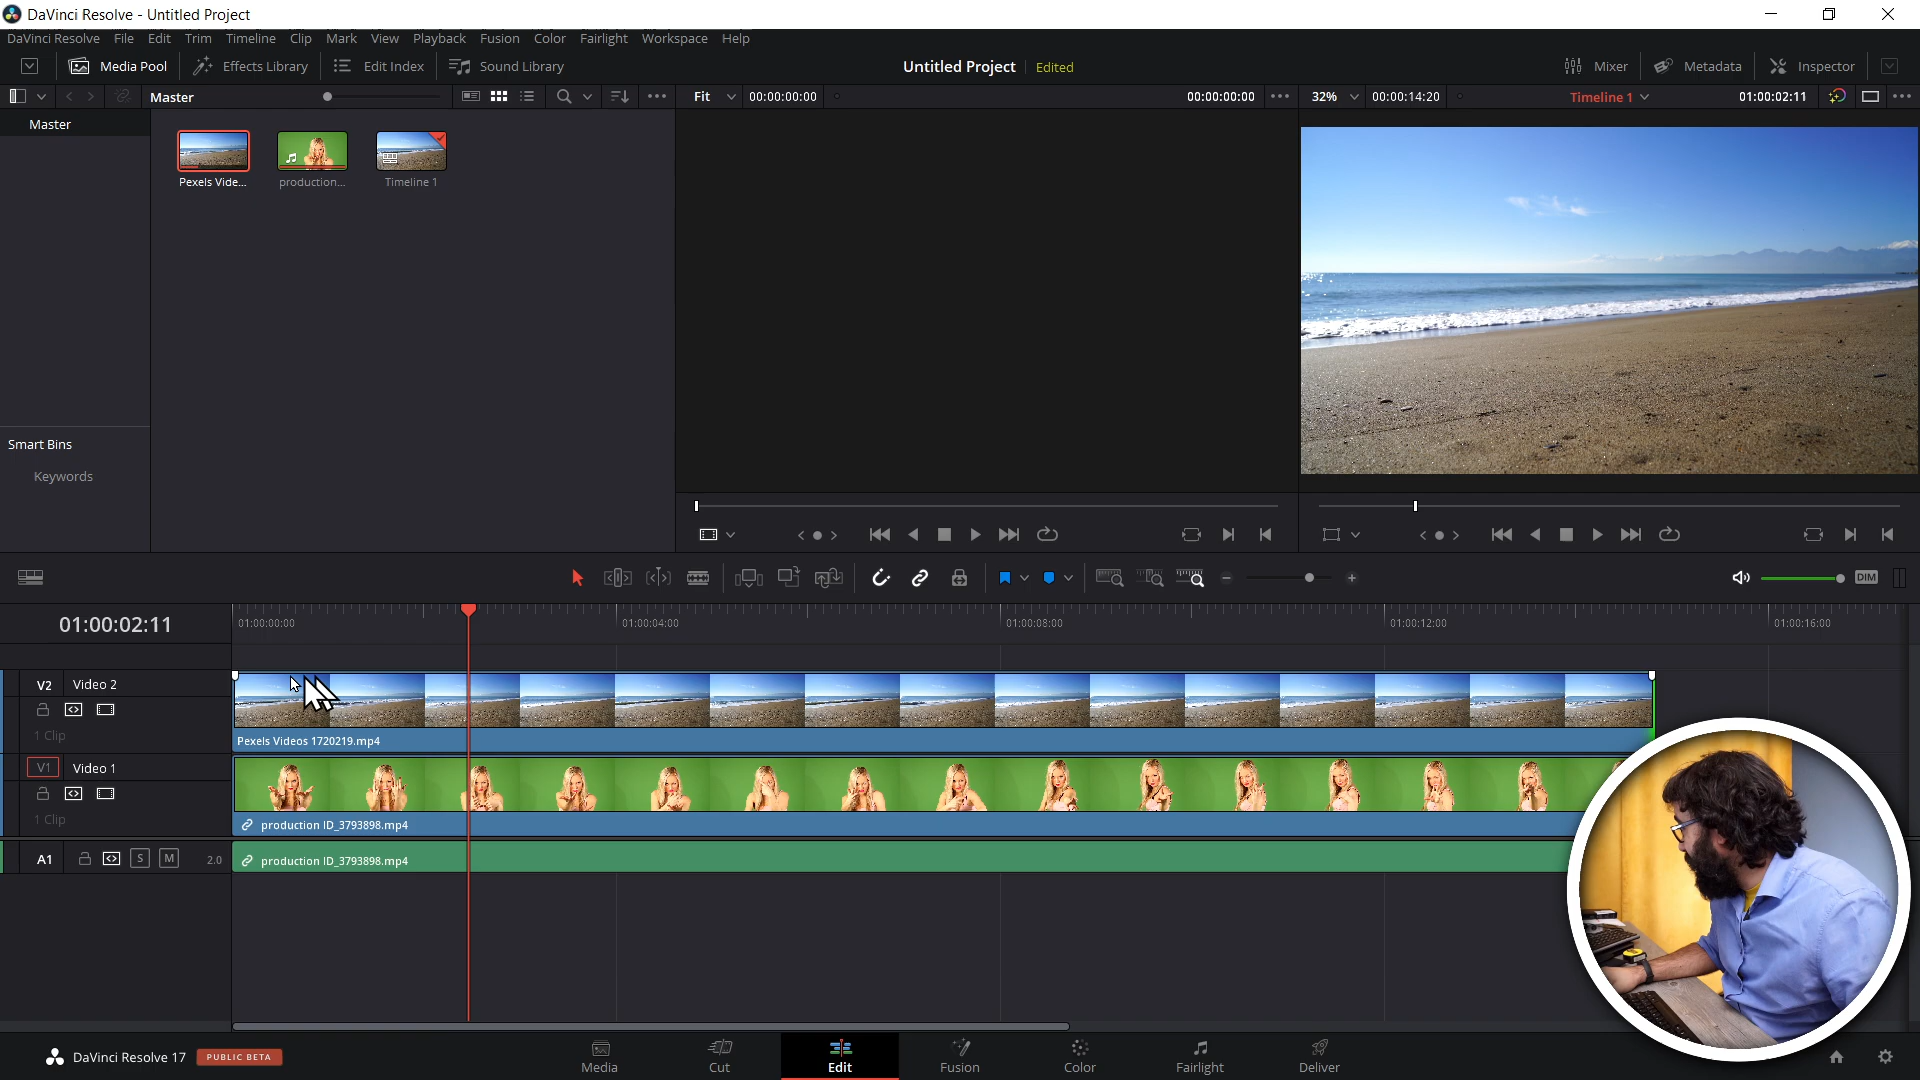 DaVinci Resolve - Untitled Project
DaVinci Resolve File Edit Trim Timeline Clip Mark View Playback Fusion Color Fairlight Workspace Help
Media Pool Effects Library Edit Index Sound Library Untitled Project Edited Mixer Metadata Inspector
Master Fit 00:00:00:00 00:00:00:00 32% 00:00:14:20 Timeline 1 01:00:02:11
Master
Pexels Vide... production... Timeline 1
Smart Bins
Keywords
DIM
01:00:02:11 01:00:00:00 01:00:04:00 01:00:08:00 01:00:12:00 01:00:16:00
V2 Video 2
1 Clip
Pexels Videos 1720219.mp4
V1 Video 1
1 Clip
production ID_3793898.mp4
A1 S M 2.0 production ID_3793898.mp4
DaVinci Resolve 17 PUBLIC BETA
Media Cut Edit Fusion Color Fairlight Deliver